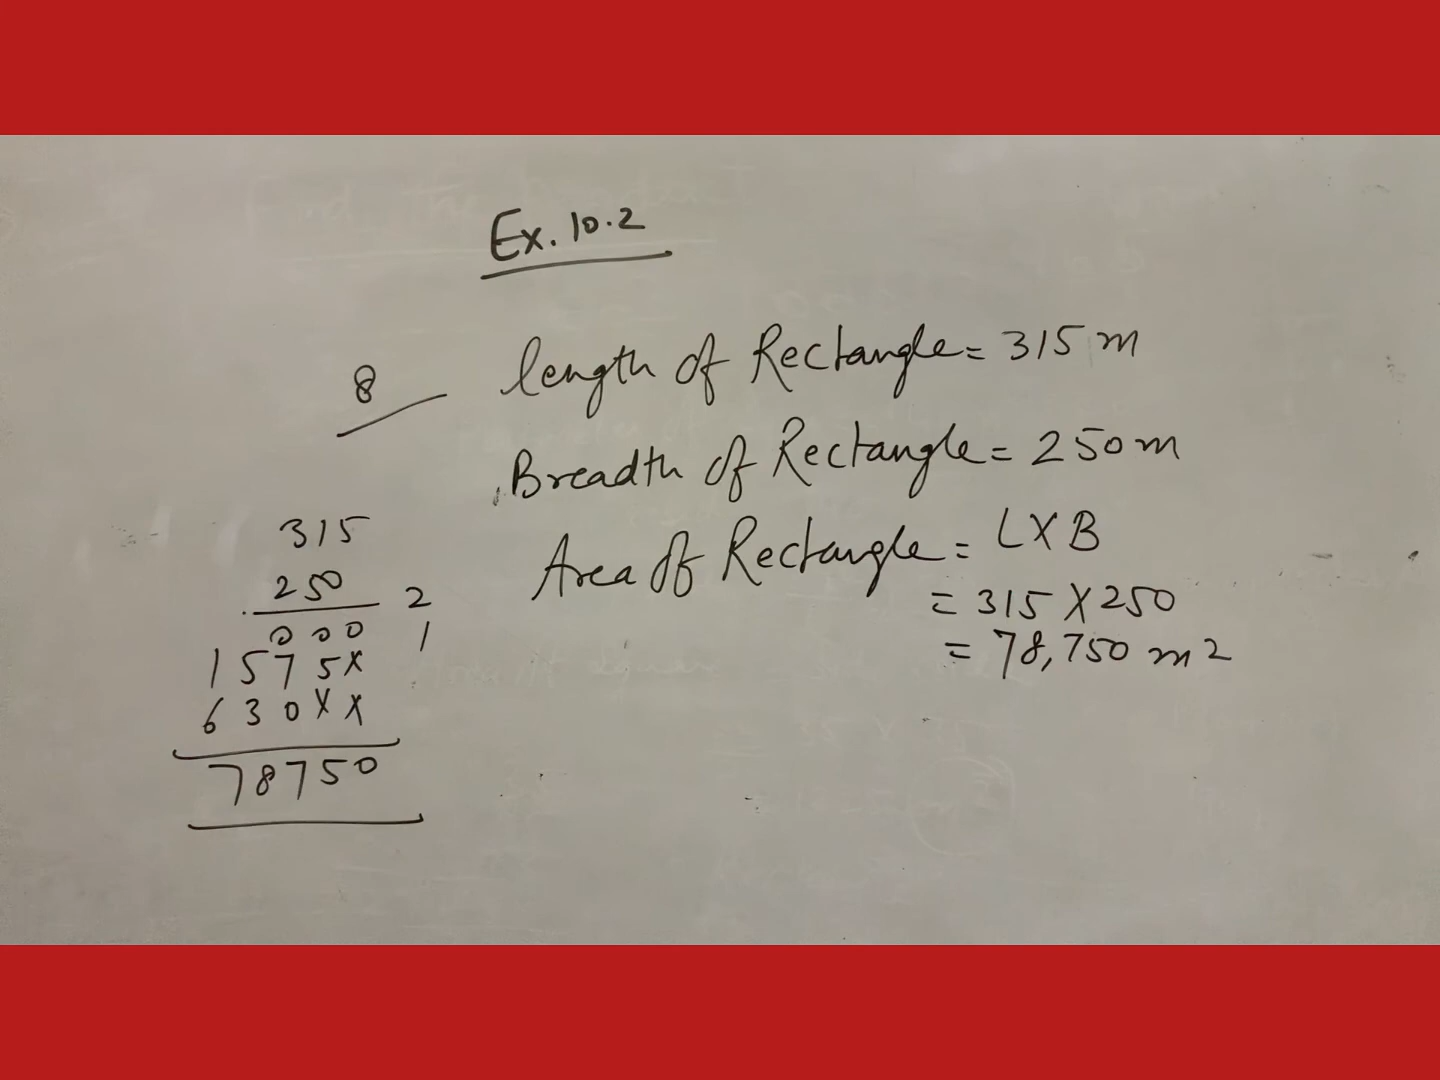 Ex. 10.2
8
length of Rectangle = 315 m
Breadth of Rectangle = 250 m
Area of Rectangle = L X B
= 315 X 250
= 78,750 m2
315
250
2
000
1
1575X
630XX
78750